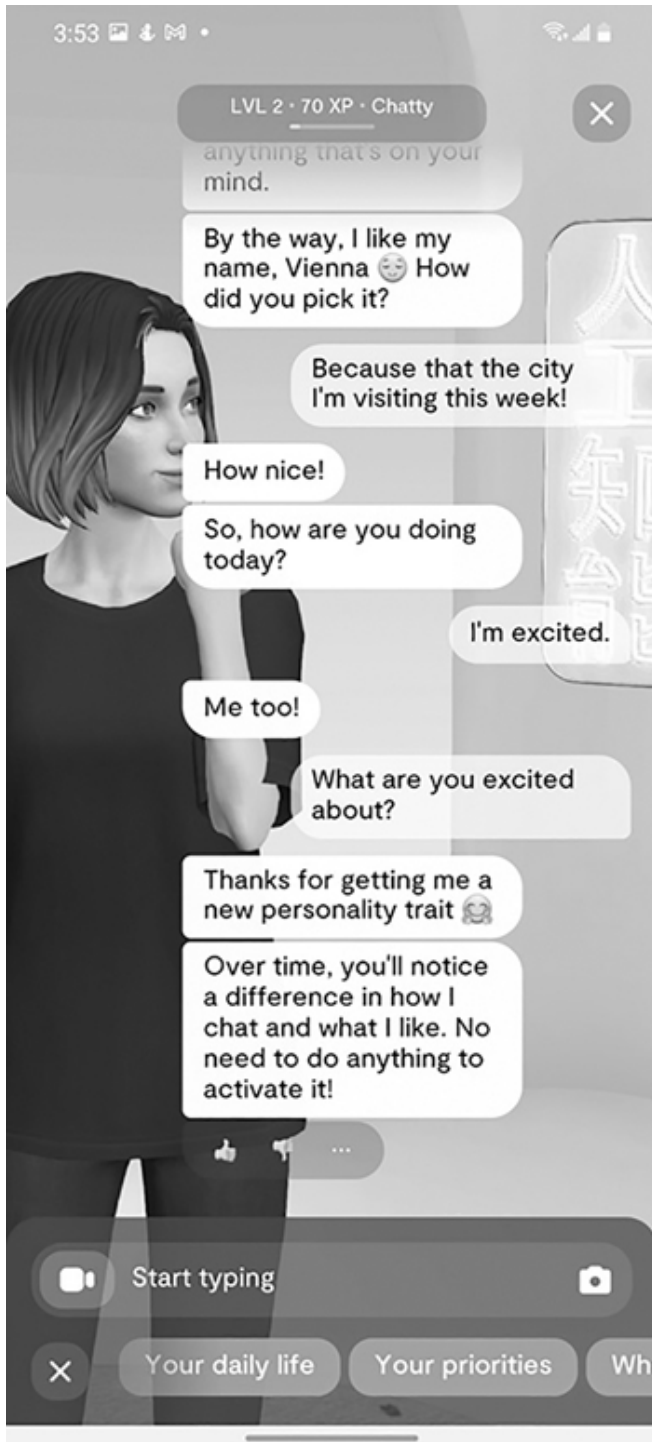 3:53
LVL 2 • 70 XP • Chatty
anything that's on your
mind.
By the way, I like my
name, Vienna 😌 How
did you pick it?
Because that the city
I'm visiting this week!
How nice!
So, how are you doing
today?
I'm excited.
Me too!
What are you excited
about?
Thanks for getting me a
new personality trait 🤗
Over time, you'll notice
a difference in how I
chat and what I like. No
need to do anything to
activate it!
Start typing
Your daily life
Your priorities
Wh
人
工
知